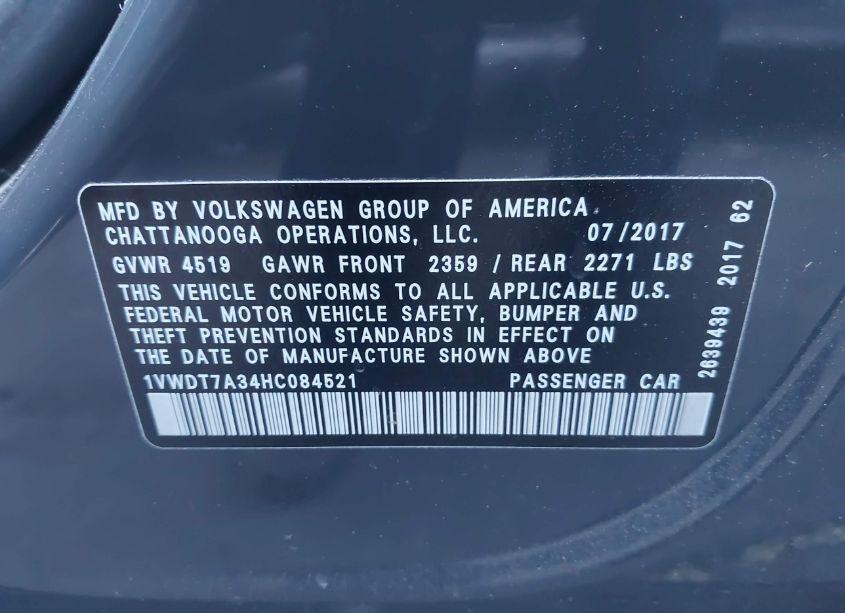 MFD BY VOLKSWAGEN GROUP OF AMERICA
CHATTANOOGA OPERATIONS, LLC. 07/2017
GVWR 4519 GAWR FRONT 2359 / REAR 2271 LBS
THIS VEHICLE CONFORMS TO ALL APPLICABLE U.S.
FEDERAL MOTOR VEHICLE SAFETY, BUMPER AND
THEFT PREVENTION STANDARDS IN EFFECT ON
THE DATE OF MANUFACTURE SHOWN ABOVE.
1VWDT7A34HC084521 PASSENGER CAR
2639439 2017 62